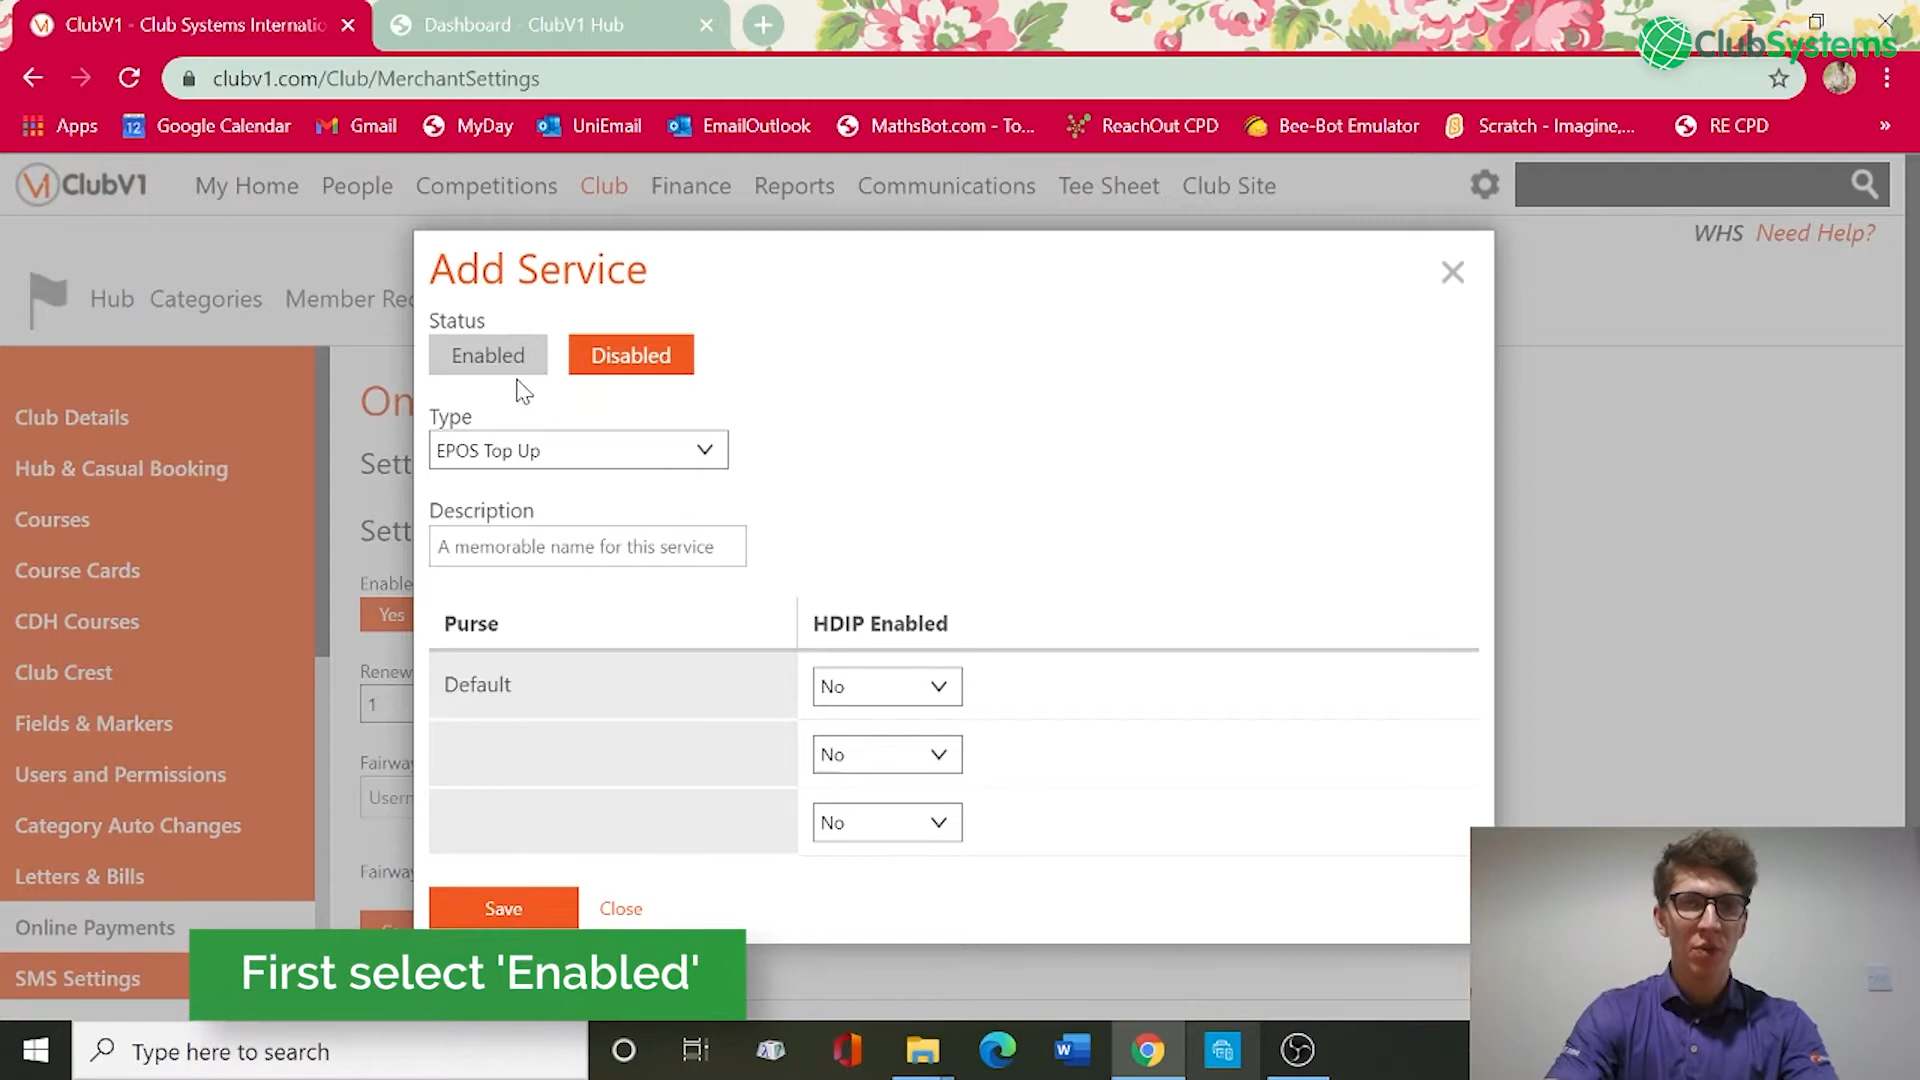 ClubV1 - Club Systems Internatio
Dashboard - ClubV1 Hub
ClubSystems
clubv1.com/Club/MerchantSettings
Apps
12
Google Calendar
Gmail
MyDay
UniEmail
EmailOutlook
MathsBot.com - To...
ReachOut CPD
Bee-Bot Emulator
Scratch - Imagine,...
RE CPD
»
ClubV1
My Home
People
Competitions
Club
Finance
Reports
Communications
Tee Sheet
Club Site
WHS Need Help?
Hub
Categories
Member Rec
Club Details
Hub & Casual Booking
Courses
Course Cards
CDH Courses
Club Crest
Fields & Markers
Users and Permissions
Category Auto Changes
Letters & Bills
Online Payments
SMS Settings
On
Sett
Sett
Enable
Yes
Renew
1
Fairway
Usern
Fairway
Add Service
Status
Enabled
Disabled
Type
EPOS Top Up
Description
A memorable name for this service
Purse
HDIP Enabled
Default
No
No
No
Save
Close
First select 'Enabled'
Type here to search